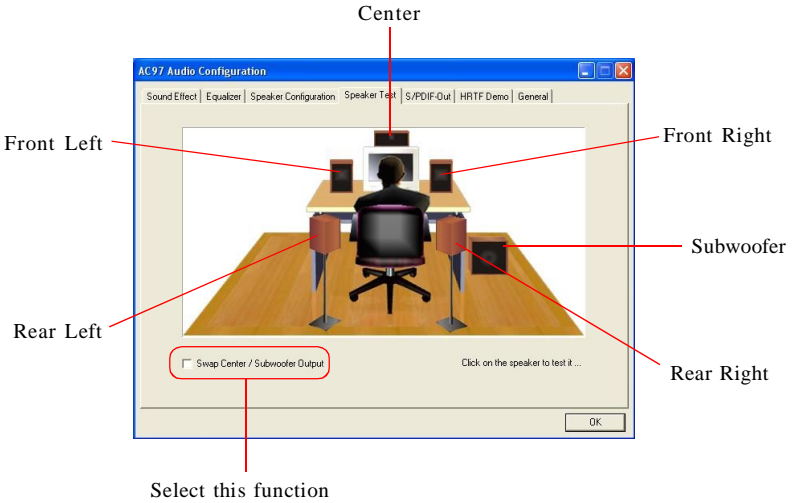 Center
AC97 Audio Configuration
Sound Effect Equalizer Speaker Configuration Speaker Test S/PDIF-Out HRTF Demo General
Front Left
Front Right
Subwoofer
Rear Left
Rear Right
Swap Center / Subwoofer Output
Click on the speaker to test it ...
OK
Select this function